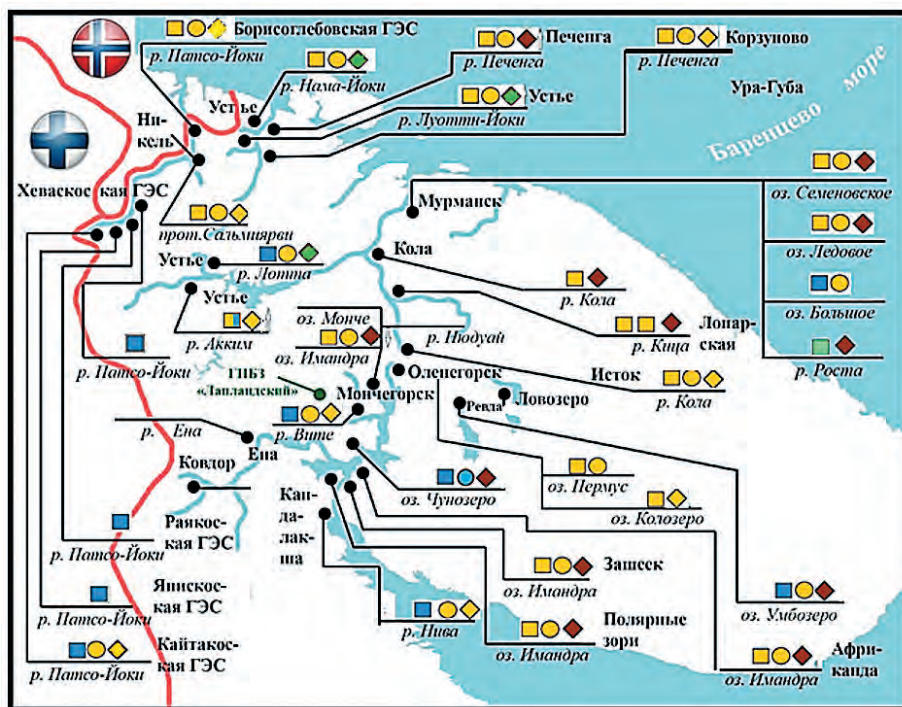 Борисоглебовская ГЭС
р. Патсо-Йоки
Печенга
р. Печенга
Корзуново
р. Печенга
Устье
р. Нама-Йоки
Устье
р. Луотти-Йоки
Ура-Губа
Баренцево море
Ни-
кель
Хеваскоская ГЭС
оз. Семеновское
Мурманск
прот.Сальмиярви
Кола
оз. Ледовое
Устье
р. Лотта
Устье
р. Акким
р. Кола
оз. Большое
оз. Монче
оз. Имандра
р. Нюдуай
р. Кица
Лопар-
ская
р. Патсо-Йоки
р. Роста
ГПБЗ
«Лапландский»
Оленегорск
Исток
р. Кола
Мончегорск
Ревда
Ловозеро
р. Вите
р. Ена
Ена
Ковдор
оз. Чунозеро
оз. Пермус
оз. Колозеро
Кан-
да-
лак-
ша
Раякос-
кая ГЭС
р. Патсо-Йоки
Зашеек
оз. Имандра
Янискос-
кая ГЭС
р. Патсо-Йоки
оз. Умбозеро
р. Нива
Полярные
зори
оз. Имандра
Кайтакос-
кая ГЭС
р. Патсо-Йоки
Афри-
канда
оз. Имандра